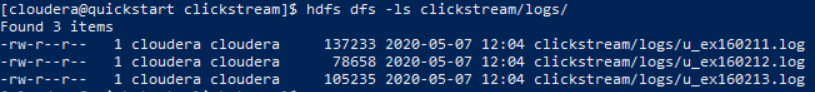 [cloudera@quickstart clickstream]$ hdfs dfs -ls clickstream/logs/
Found 3 items
-rw-r--r--   1 cloudera cloudera     137233 2020-05-07 12:04 clickstream/logs/u_ex160211.log
-rw-r--r--   1 cloudera cloudera      78658 2020-05-07 12:04 clickstream/logs/u_ex160212.log
-rw-r--r--   1 cloudera cloudera     105235 2020-05-07 12:04 clickstream/logs/u_ex160213.log